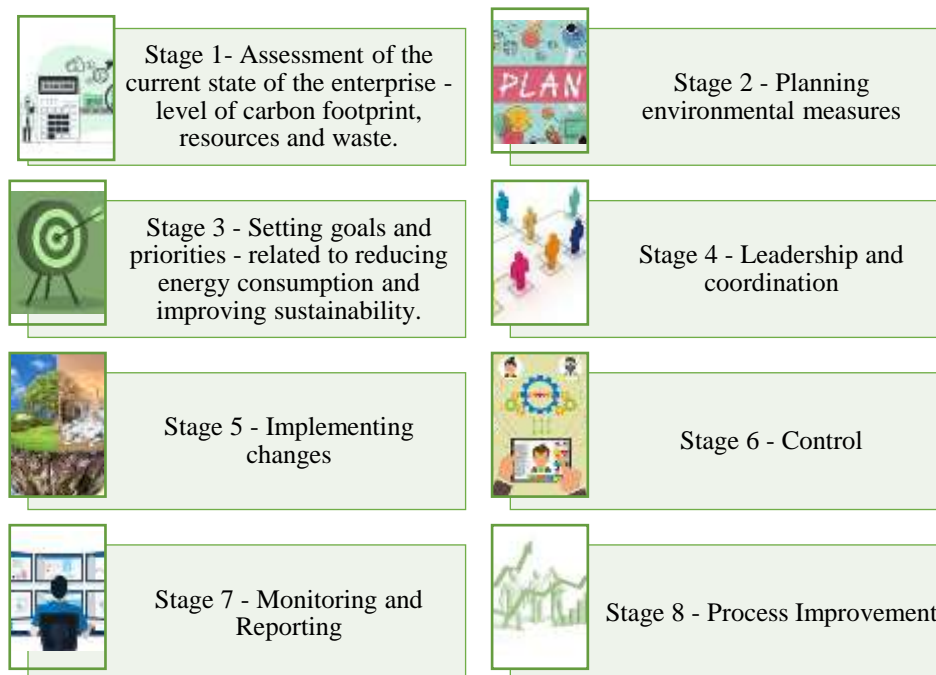 Stage 1- Assessment of the
current state of the enterprise -
level of carbon footprint,
resources and waste.
PLAN
Stage 2 - Planning
environmental measures
Stage 3 - Setting goals and
priorities - related to reducing
energy consumption and
improving sustainability.
Stage 4 - Leadership and
coordination
Stage 5 - Implementing
changes
Stage 6 - Control
Stage 7 - Monitoring and
Reporting
Stage 8 - Process Improvement